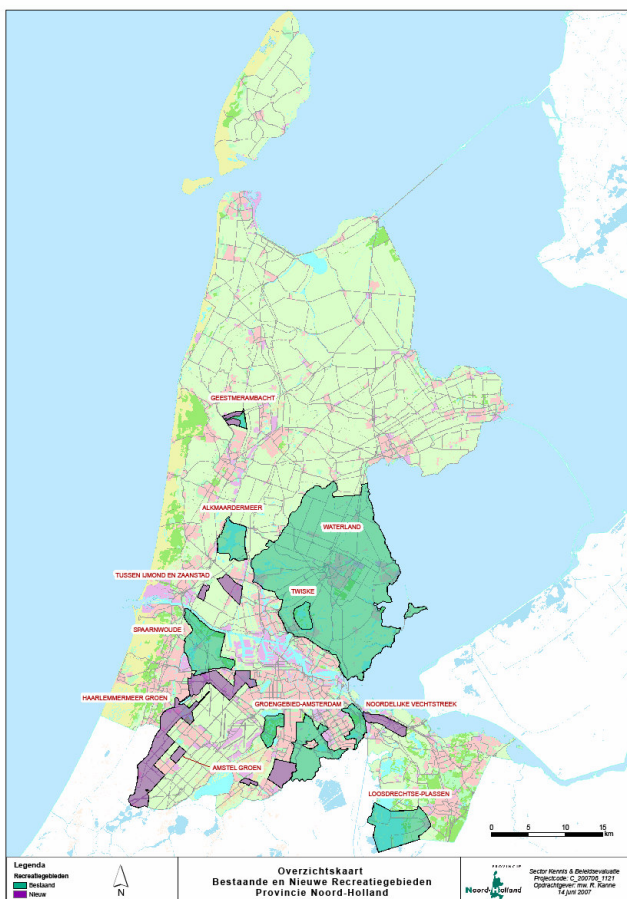 GEESTMERAMBACHT
ALKMAARDERMEER
WATERLAND
TUSSEN IJMOND EN ZAANSTAD
TWISKE
SPAARNWOUDE
HAARLEMMERMEER GROEN
GROENGEBIED-AMSTERDAM
NOORDELIJKE VECHTSTREEK
AMSTEL GROEN
LOOSDRECHTSE-PLASSEN
0 5 10 15
km
Legenda
Recreatiegebieden
Bestaand
Nieuw
N
Overzichtskaart
Bestaande en Nieuwe Recreatiegebieden
Provincie Noord-Holland
PROVINCIE
Noord-Holland
Sector Kennis & Beleidsevaluatie
Projectcode: C_200706_1121
Opdrachtgever: mw. R. Kanne
14 juni 2007